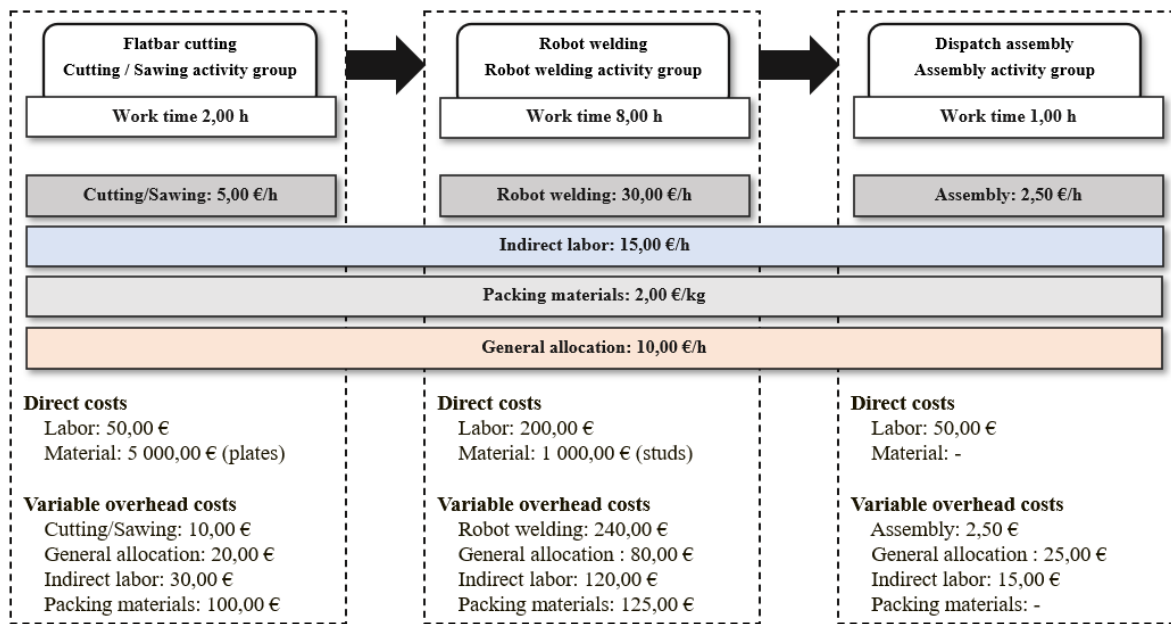 Flatbar cutting
Cutting / Sawing activity group
Work time 2,00 h
Robot welding
Robot welding activity group
Work time 8,00 h
Dispatch assembly
Assembly activity group
Work time 1,00 h
Cutting/Sawing: 5,00 €/h
Robot welding: 30,00 €/h
Assembly: 2,50 €/h
Indirect labor: 15,00 €/h
Packing materials: 2,00 €/kg
General allocation: 10,00 €/h
Direct costs
Labor: 50,00 €
Material: 5 000,00 € (plates)
Variable overhead costs
Cutting/Sawing: 10,00 €
General allocation: 20,00 €
Indirect labor: 30,00 €
Packing materials: 100,00 €
Direct costs
Labor: 200,00 €
Material: 1 000,00 € (studs)
Variable overhead costs
Robot welding: 240,00 €
General allocation : 80,00 €
Indirect labor: 120,00 €
Packing materials: 125,00 €
Direct costs
Labor: 50,00 €
Material: -
Variable overhead costs
Assembly: 2,50 €
General allocation : 25,00 €
Indirect labor: 15,00 €
Packing materials: -